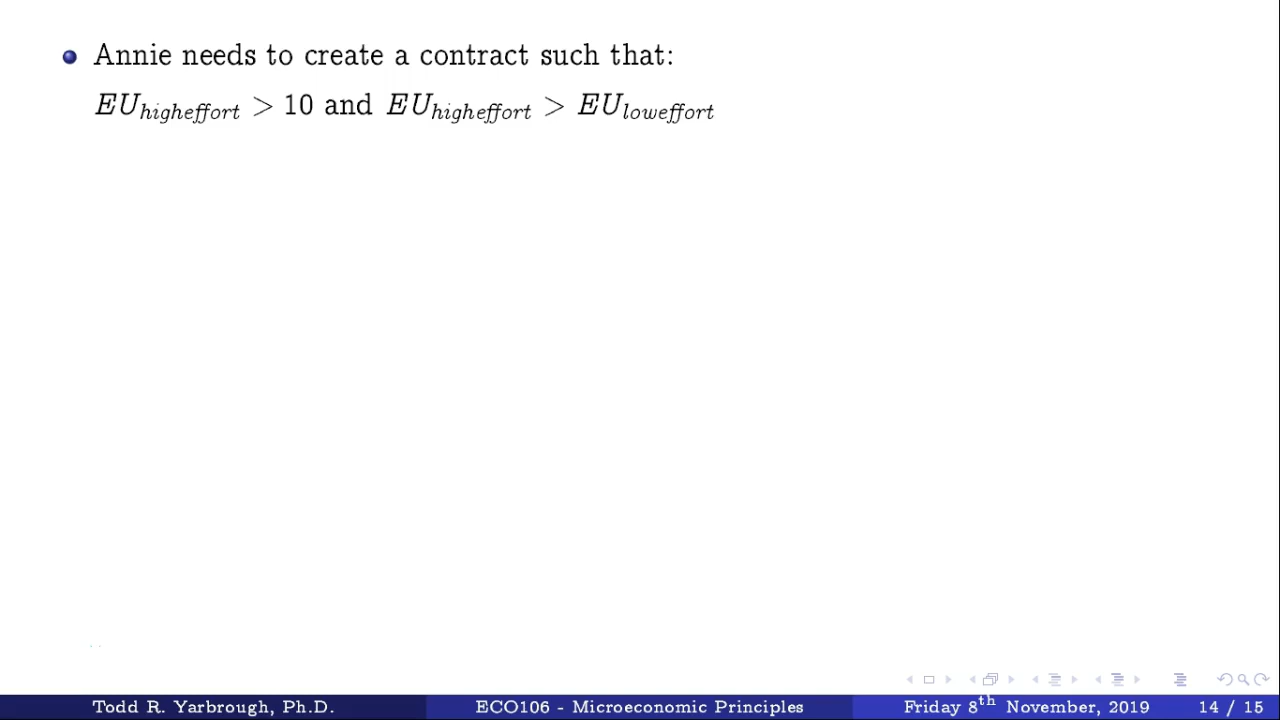 Annie needs to create a contract such that:
EU_{higheffort} > 10 and EU_{higheffort} > EU_{loweffort}
Todd R. Yarbrough, Ph.D. ECO106 - Microeconomic Principles Friday 8th November, 2019 14 / 15